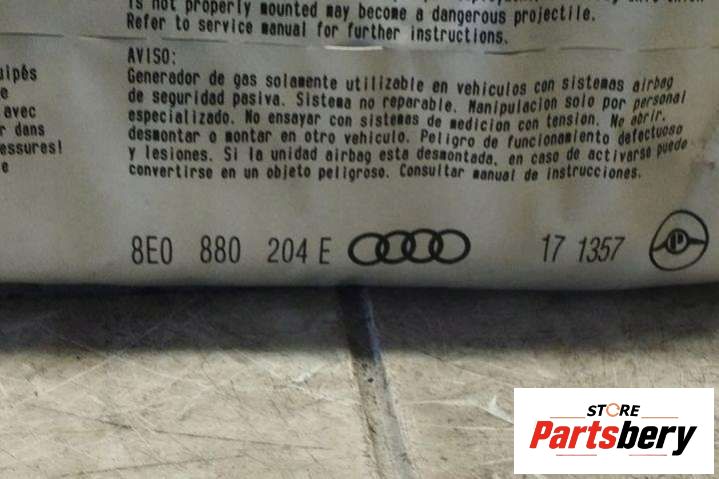 is not properly mounted may become a dangerous projectile.
Refer to service manual for further instructions.
AVISO:
Generador de gas solamente utilizable en vehiculos con sistemas airbag
de seguridad pasiva. Sistema no reparable. Manipulacion solo por personal
especializado. No ensayar con sistemas de medicion con tension. No abrir,
desmontar o montar en otro vehiculo. Peligro de funcionamiento defectuoso
y lesiones. Si la unidad airbag esta desmontada, en caso de activarse puede
convertirse en un objeto peligroso. Consultar manual de instrucciones.
uipés
e
avec
r dans
essures!
e
8E0 880 204 E
17 1357
P
STORE
Partsbery